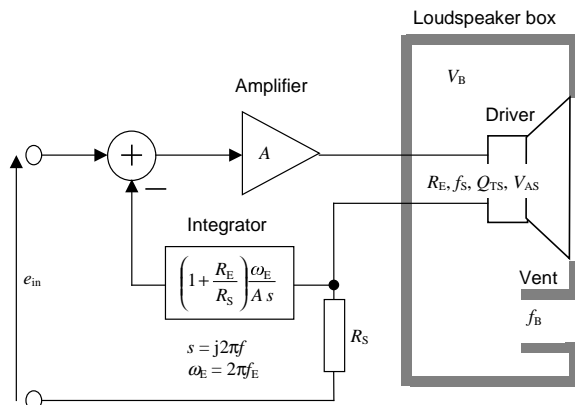 Loudspeaker box
V_B
Amplifier
Driver
+
A
−
R_E, f_S, Q_TS, V_AS
Integrator
(1 + R_E/R_S) ω_E/(A s)
Vent
e_in
f_B
R_S
s = j2πf
ω_E = 2πf_E